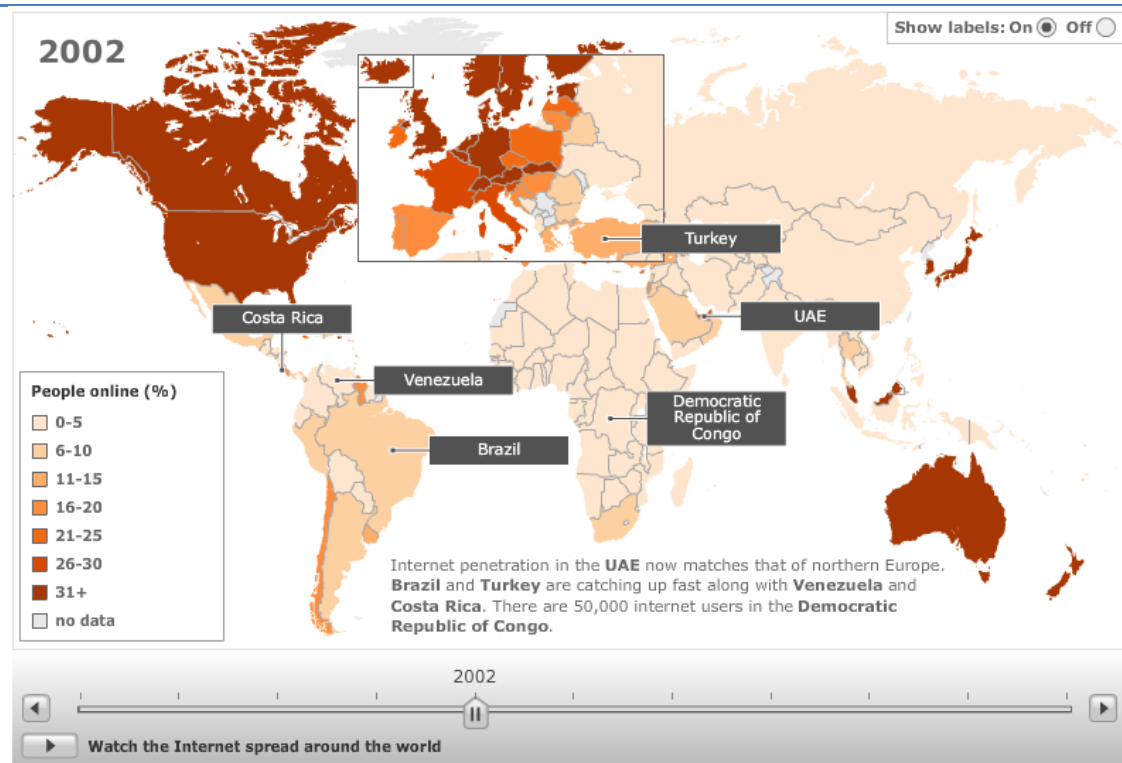 2002
Show labels: On Off
Turkey
Costa Rica
UAE
Venezuela
Democratic
Republic of
Congo
Brazil
People online (%)
0-5
6-10
11-15
16-20
21-25
26-30
31+
no data
Internet penetration in the UAE now matches that of northern Europe.
Brazil and Turkey are catching up fast along with Venezuela and
Costa Rica. There are 50,000 internet users in the Democratic
Republic of Congo.
2002
Watch the Internet spread around the world